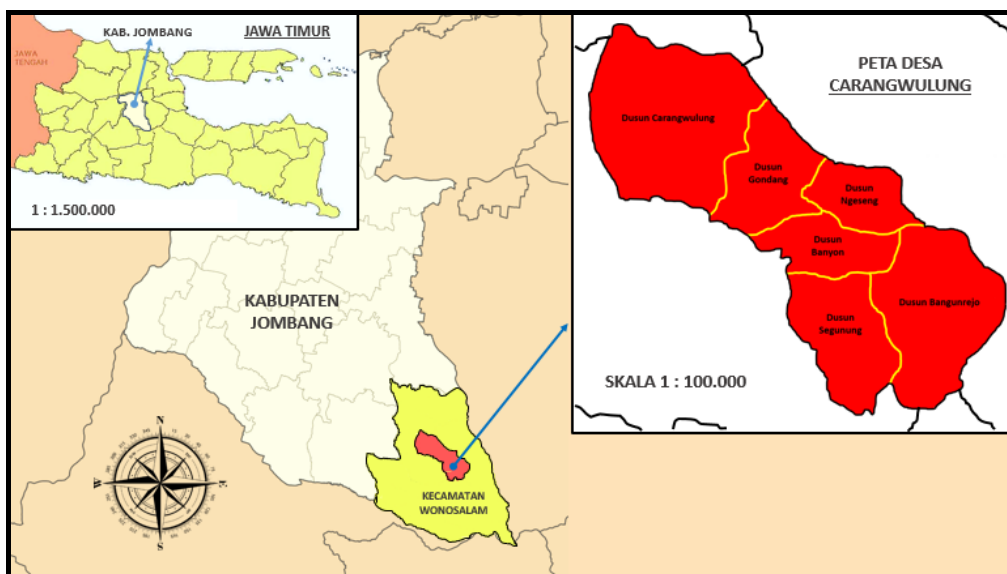 KAB. JOMBANG
JAWA TIMUR
JAWA
TENGAH
1 : 1.500.000
KABUPATEN
JOMBANG
KECAMATAN
WONOSALAM
N
W
E
S
PETA DESA
CARANGWULUNG
Dusun Carangwulung
Dusun
Gondang
Dusun
Ngeseng
Dusun
Banyon
Dusun Bangunrejo
Dusun
Segunung
SKALA 1 : 100.000